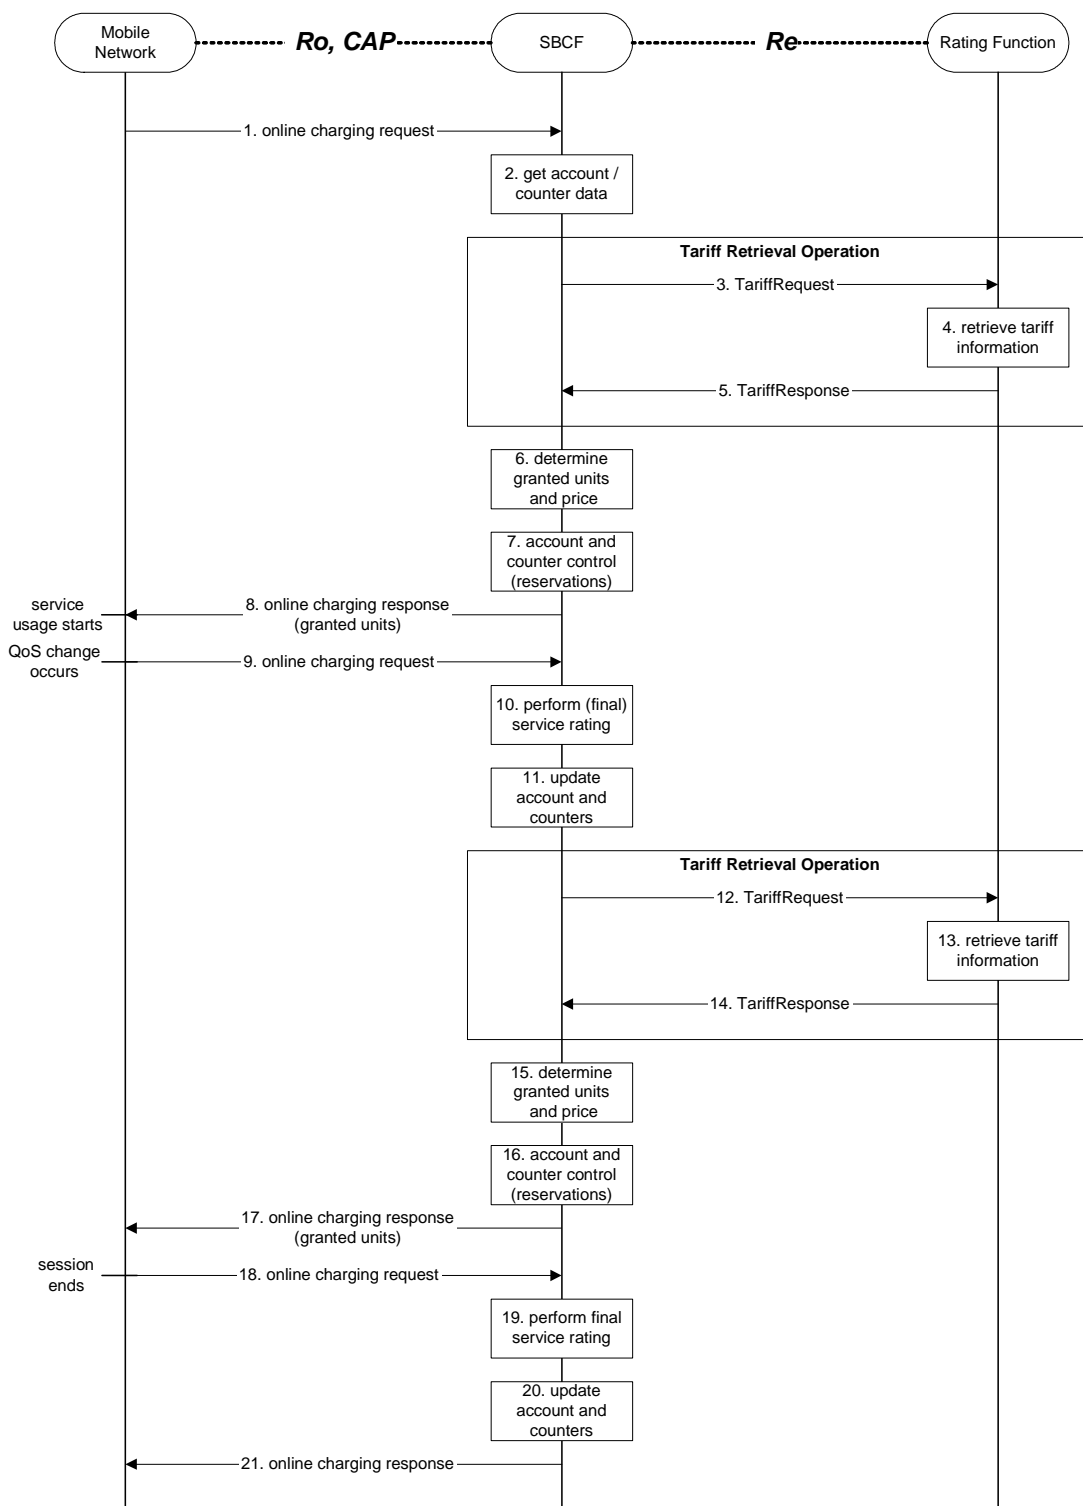 Mobile
Network
Ro, CAP
SBCF
Re
Rating Function
1. online charging request
2. get account /
counter data
Tariff Retrieval Operation
3. TariffRequest
4. retrieve tariff
information
5. TariffResponse
6. determine
granted units
and price
7. account and
counter control
(reservations)
service
usage starts
8. online charging response
(granted units)
QoS change
occurs
9. online charging request
10. perform (final)
service rating
11. update
account and
counters
Tariff Retrieval Operation
12. TariffRequest
13. retrieve tariff
information
14. TariffResponse
15. determine
granted units
and price
16. account and
counter control
(reservations)
17. online charging response
(granted units)
session
ends
18. online charging request
19. perform final
service rating
20. update
account and
counters
21. online charging response